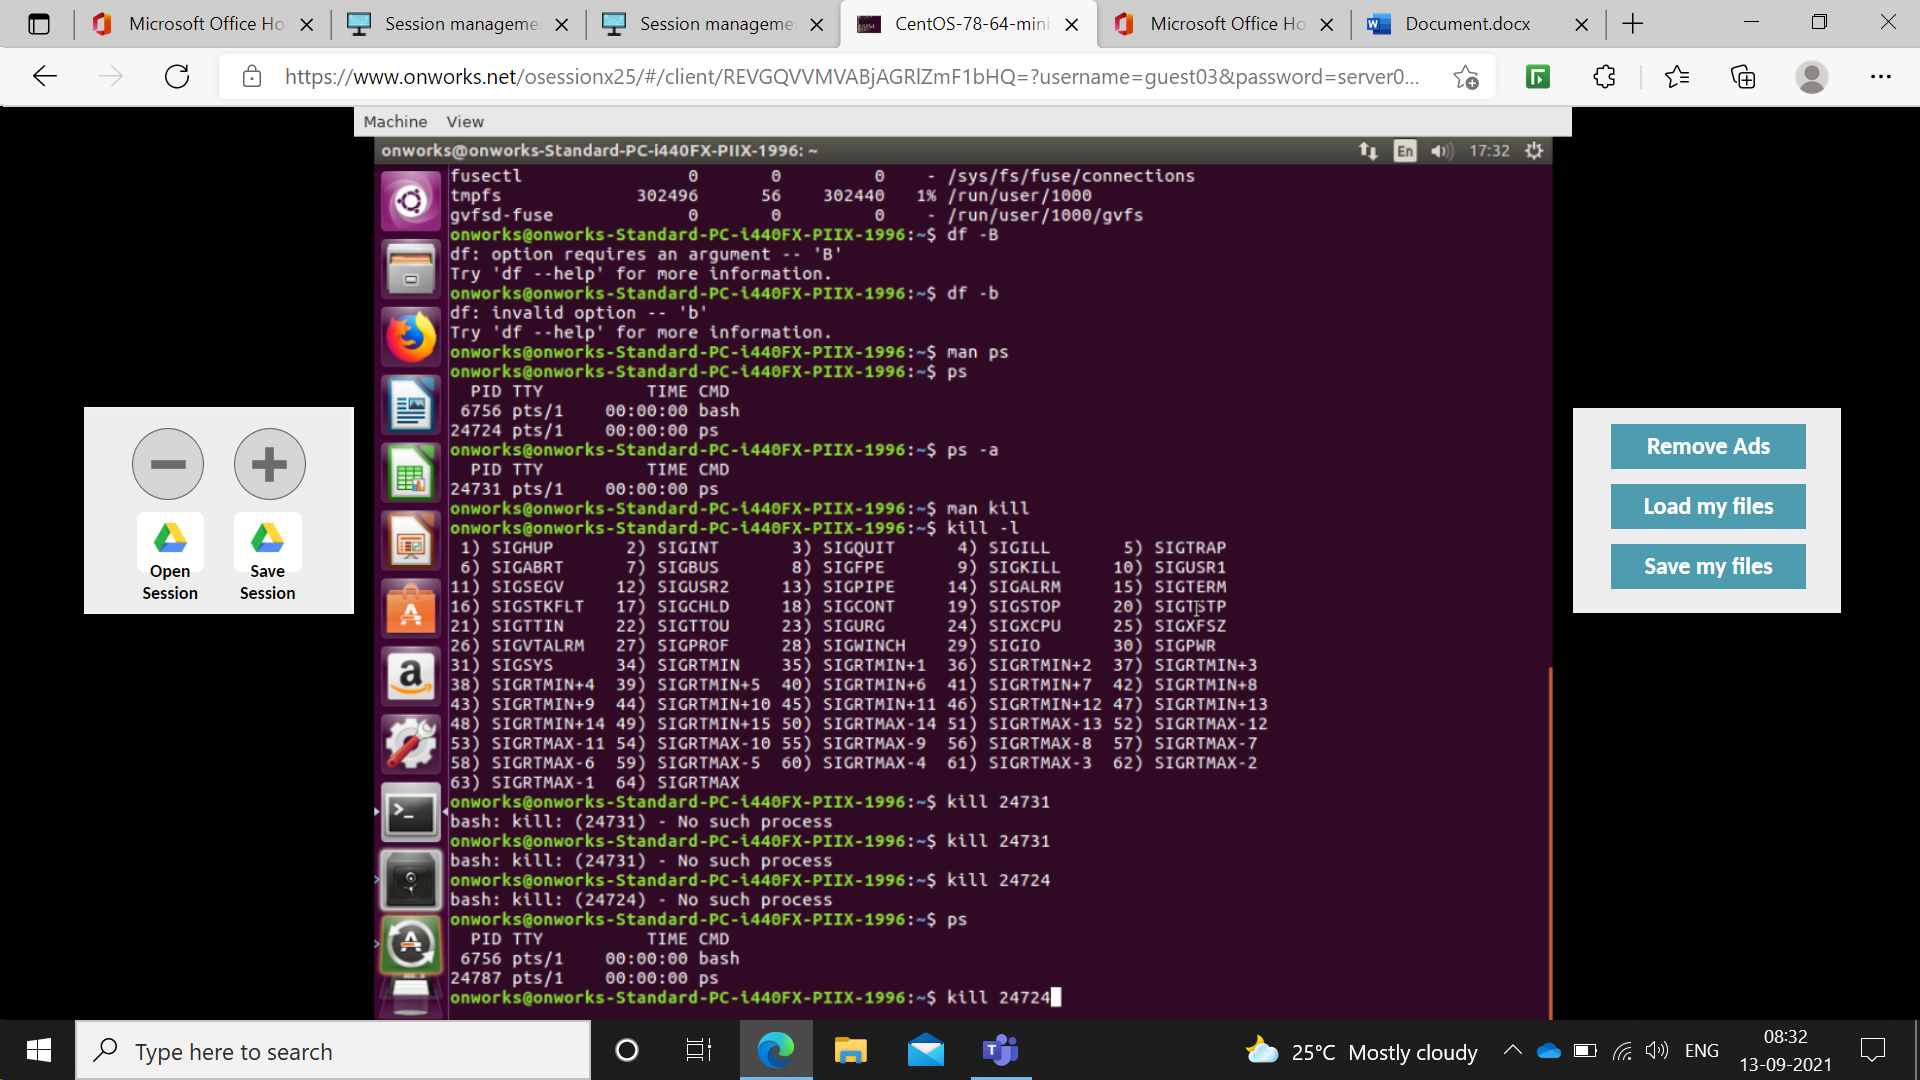 Microsoft Office Ho
Session manageme
Session manageme
CentOS-78-64-mini
Microsoft Office Ho
Document.docx
https://www.onworks.net/osessionx25/#/client/REVGQVVMVABjAGRlZmF1bHQ=?username=guest03&password=server0...
Machine View
onworks@onworks-Standard-PC-i440FX-PIIX-1996: ~
En
17:32
fusectl 0 0 0 - /sys/fs/fuse/connections
tmpfs 302496 56 302440 1% /run/user/1000
gvfsd-fuse 0 0 0 - /run/user/1000/gvfs
onworks@onworks-Standard-PC-i440FX-PIIX-1996:~$ df -B
df: option requires an argument -- 'B'
Try 'df --help' for more information.
onworks@onworks-Standard-PC-i440FX-PIIX-1996:~$ df -b
df: invalid option -- 'b'
Try 'df --help' for more information.
onworks@onworks-Standard-PC-i440FX-PIIX-1996:~$ man ps
onworks@onworks-Standard-PC-i440FX-PIIX-1996:~$ ps
PID TTY TIME CMD
6756 pts/1 00:00:00 bash
24724 pts/1 00:00:00 ps
onworks@onworks-Standard-PC-i440FX-PIIX-1996:~$ ps -a
PID TTY TIME CMD
24731 pts/1 00:00:00 ps
onworks@onworks-Standard-PC-i440FX-PIIX-1996:~$ man kill
onworks@onworks-Standard-PC-i440FX-PIIX-1996:~$ kill -l
1) SIGHUP 2) SIGINT 3) SIGQUIT 4) SIGILL 5) SIGTRAP
6) SIGABRT 7) SIGBUS 8) SIGFPE 9) SIGKILL 10) SIGUSR1
11) SIGSEGV 12) SIGUSR2 13) SIGPIPE 14) SIGALRM 15) SIGTERM
16) SIGSTKFLT 17) SIGCHLD 18) SIGCONT 19) SIGSTOP 20) SIGTSTP
21) SIGTTIN 22) SIGTTOU 23) SIGURG 24) SIGXCPU 25) SIGXFSZ
26) SIGVTALRM 27) SIGPROF 28) SIGWINCH 29) SIGIO 30) SIGPWR
31) SIGSYS 34) SIGRTMIN 35) SIGRTMIN+1 36) SIGRTMIN+2 37) SIGRTMIN+3
38) SIGRTMIN+4 39) SIGRTMIN+5 40) SIGRTMIN+6 41) SIGRTMIN+7 42) SIGRTMIN+8
43) SIGRTMIN+9 44) SIGRTMIN+10 45) SIGRTMIN+11 46) SIGRTMIN+12 47) SIGRTMIN+13
48) SIGRTMIN+14 49) SIGRTMIN+15 50) SIGRTMAX-14 51) SIGRTMAX-13 52) SIGRTMAX-12
53) SIGRTMAX-11 54) SIGRTMAX-10 55) SIGRTMAX-9 56) SIGRTMAX-8 57) SIGRTMAX-7
58) SIGRTMAX-6 59) SIGRTMAX-5 60) SIGRTMAX-4 61) SIGRTMAX-3 62) SIGRTMAX-2
63) SIGRTMAX-1 64) SIGRTMAX
onworks@onworks-Standard-PC-i440FX-PIIX-1996:~$ kill 24731
bash: kill: (24731) - No such process
onworks@onworks-Standard-PC-i440FX-PIIX-1996:~$ kill 24731
bash: kill: (24731) - No such process
onworks@onworks-Standard-PC-i440FX-PIIX-1996:~$ kill 24724
bash: kill: (24724) - No such process
onworks@onworks-Standard-PC-i440FX-PIIX-1996:~$ ps
PID TTY TIME CMD
6756 pts/1 00:00:00 bash
24787 pts/1 00:00:00 ps
onworks@onworks-Standard-PC-i440FX-PIIX-1996:~$ kill 24724
Open Session
Save Session
Remove Ads
Load my files
Save my files
Type here to search
25°C Mostly cloudy
ENG
08:32
13-09-2021